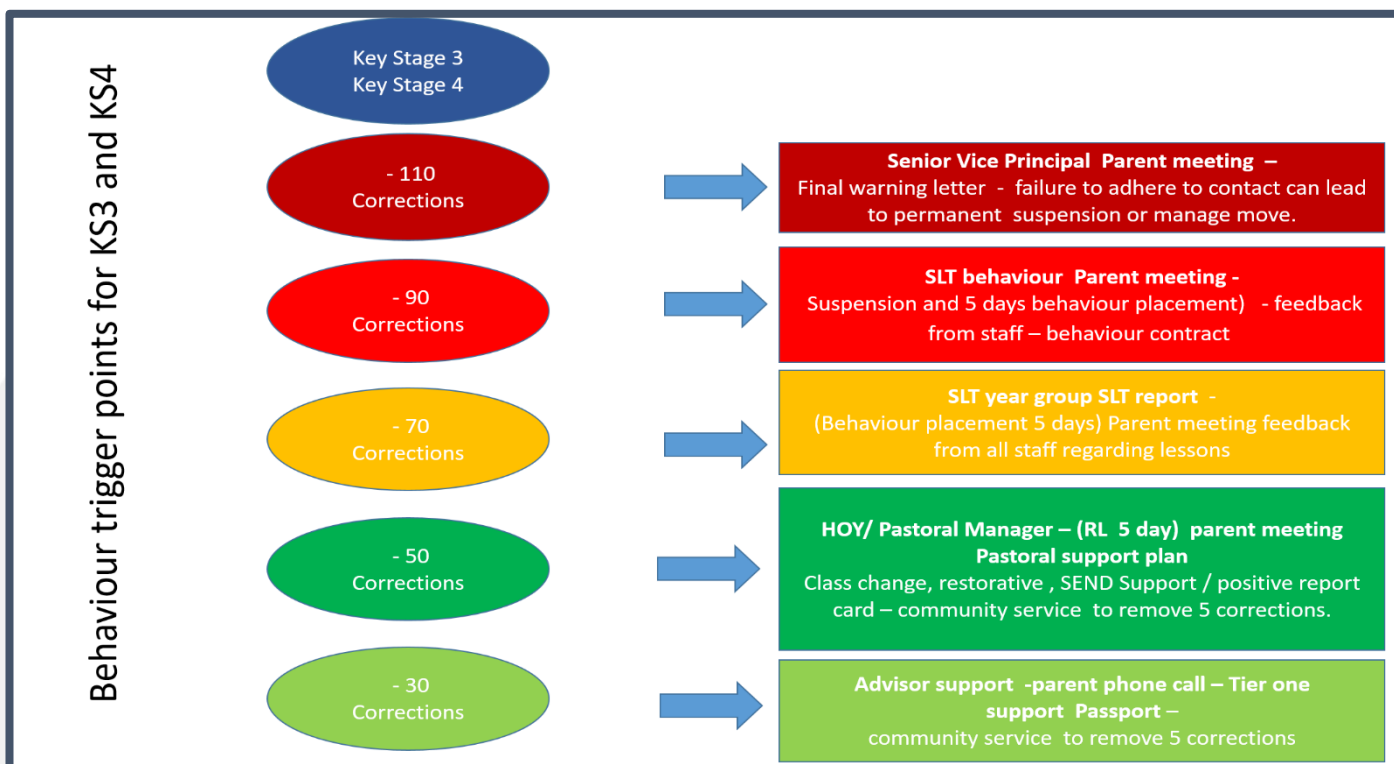 Behaviour trigger points for KS3 and KS4
Key Stage 3
Key Stage 4
- 110
Corrections
Senior Vice Principal  Parent meeting –
Final warning letter  -  failure to adhere to contact can lead
to permanent  suspension or manage move.
- 90
Corrections
SLT behaviour  Parent meeting -
Suspension and 5 days behaviour placement)   - feedback
from staff – behaviour contract
- 70
Corrections
SLT year group SLT report  -
(Behaviour placement 5 days) Parent meeting feedback
from all staff regarding lessons
- 50
Corrections
HOY/ Pastoral Manager – (RL  5 day)  parent meeting
Pastoral support plan
Class change, restorative , SEND Support / positive report
card – community service  to remove 5 corrections.
- 30
Corrections
Advisor support  -parent phone call – Tier one
support  Passport –
community service  to remove 5 corrections